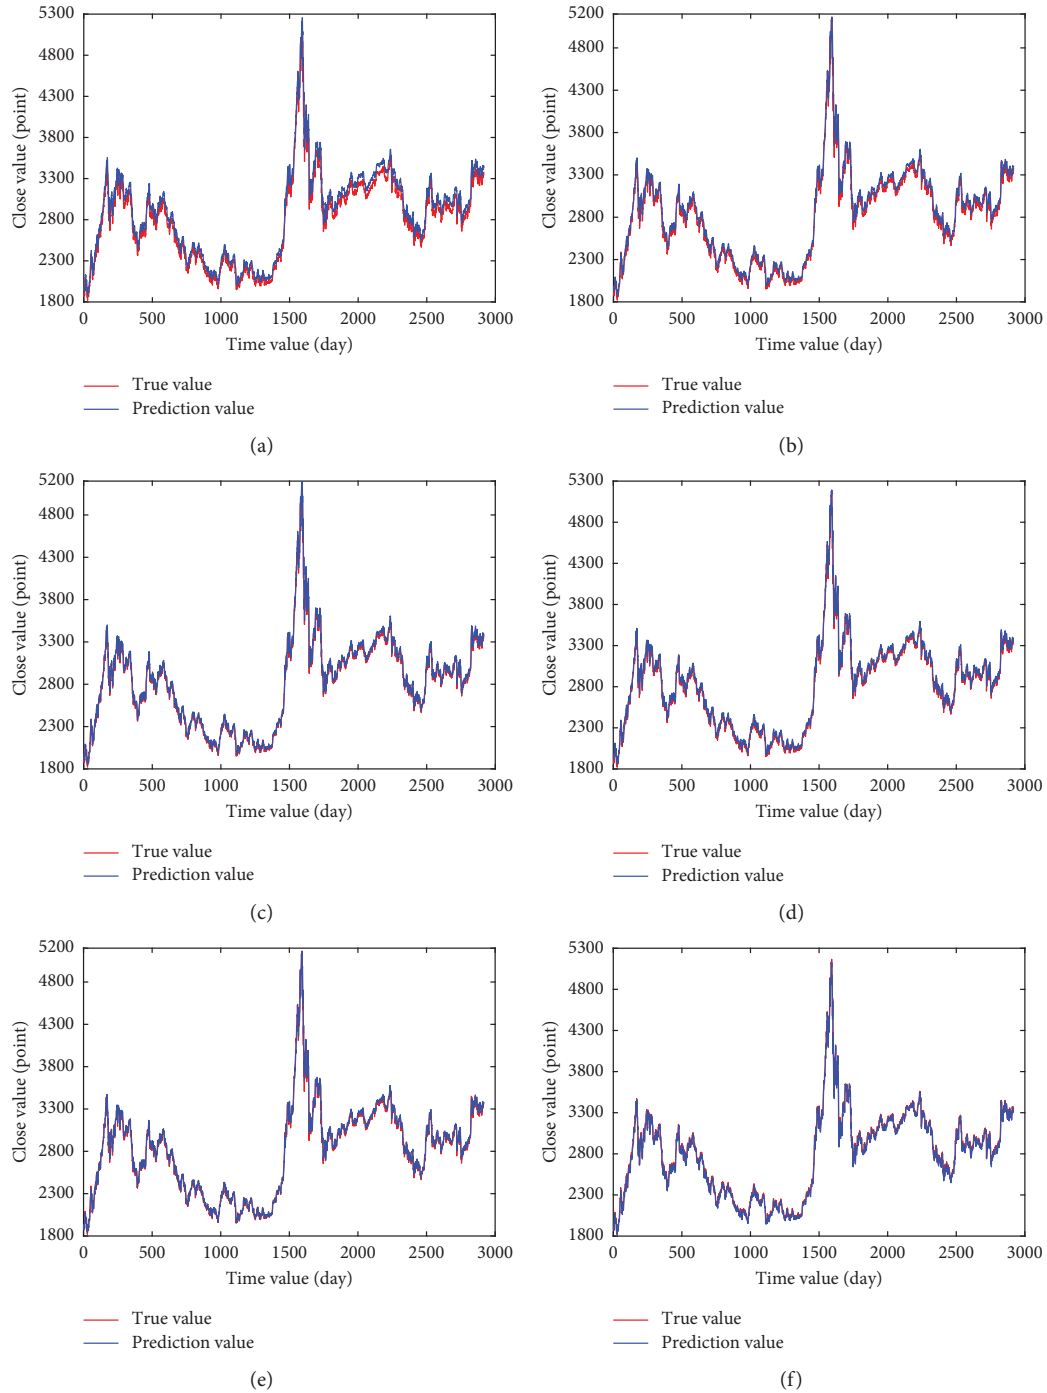 5300
4800
4300
3800
3300
2800
2300
1800
0 500 1000 1500 2000 2500 3000
Close value (point)
Time value (day)
True value
Prediction value
(a)
5200
4800
4300
3800
3300
2800
2300
1800
0 500 1000 1500 2000 2500 3000
Close value (point)
Time value (day)
True value
Prediction value
(b)
5200
4800
4300
3800
3300
2800
2300
1800
0 500 1000 1500 2000 2500 3000
Close value (point)
Time value (day)
True value
Prediction value
(c)
5300
4800
4300
3800
3300
2800
2300
1800
0 500 1000 1500 2000 2500 3000
Close value (point)
Time value (day)
True value
Prediction value
(d)
5200
4800
4300
3800
3300
2800
2300
1800
0 500 1000 1500 2000 2500 3000
Close value (point)
Time value (day)
True value
Prediction value
(e)
5300
4800
4300
3800
3300
2800
2300
1800
0 500 1000 1500 2000 2500 3000
Close value (point)
Time value (day)
True value
Prediction value
(f)